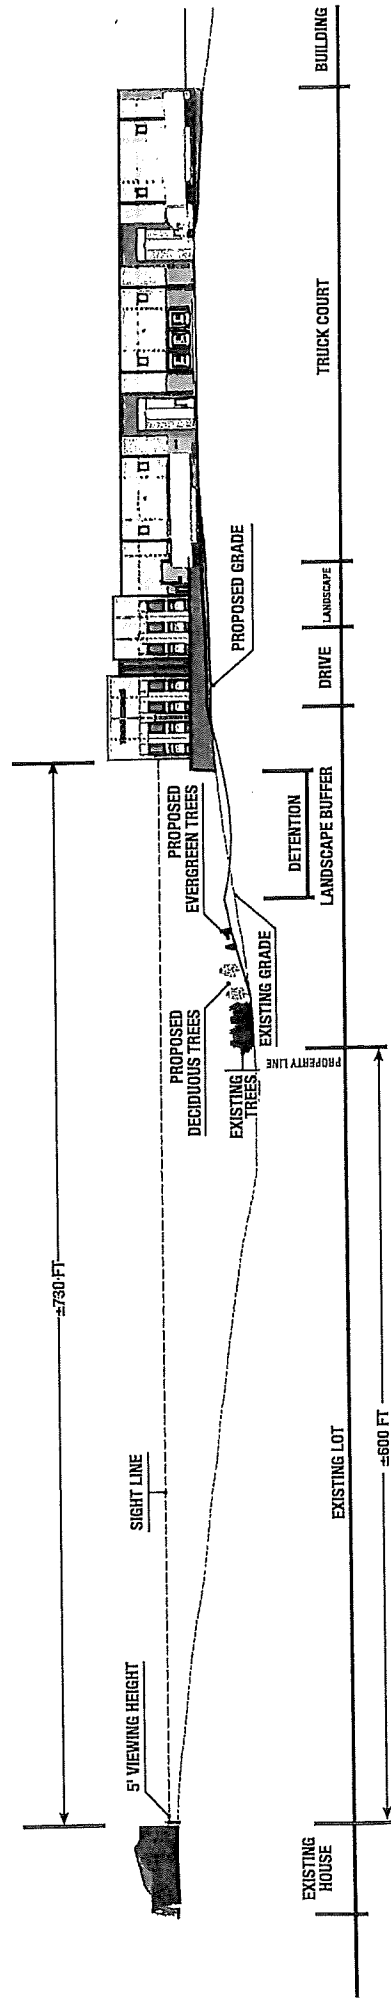 ±730 FT
5' VIEWING HEIGHT
SIGHT LINE
EXISTING
TREES
PROPOSED
DECIDUOUS TREES
PROPOSED
EVERGREEN TREES
EXISTING GRADE
PROPOSED GRADE
PROPERTY LINE
DETENTION
EXISTING
HOUSE
EXISTING LOT
LANDSCAPE BUFFER
DRIVE
LANDSCAPE
TRUCK COURT
BUILDING
±600 FT